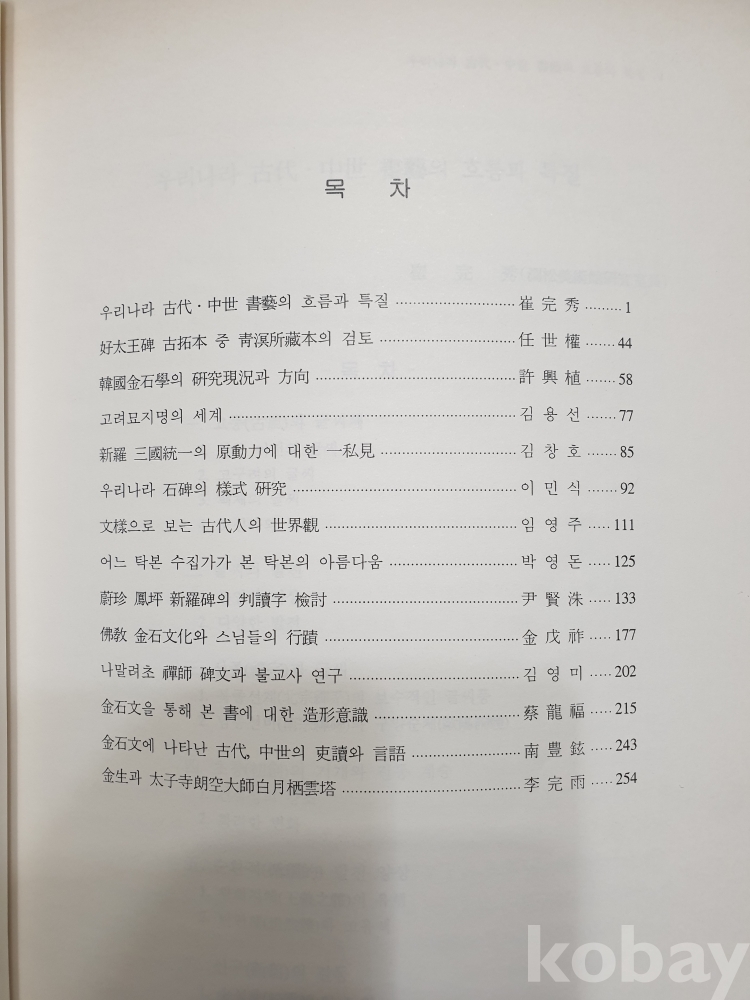 목 차
우리나라 古代·中世 書藝의 흐름과 특질 ······ 崔完秀 ······ 1
好太王碑 古拓本 중 靑溟所藏本의 검토 ······ 任世權 ······ 44
韓國金石學의 硏究現況과 方向 ······ 許興植 ······ 58
고려묘지명의 세계 ······ 김용선 ······ 77
新羅 三國統一의 原動力에 대한 一私見 ······ 김창호 ······ 85
우리나라 石碑의 樣式 硏究 ······ 이민식 ······ 92
文樣으로 보는 古代人의 世界觀 ······ 임영주 ······ 111
어느 탁본 수집가가 본 탁본의 아름다움 ······ 박영돈 ······ 125
蔚珍 鳳坪 新羅碑의 判讀字 檢討 ······ 尹賢洙 ······ 133
佛敎 金石文化와 스님들의 行蹟 ······ 金戊祚 ······ 177
나말려초 禪師 碑文과 불교사 연구 ······ 김영미 ······ 202
金石文을 통해 본 書에 대한 造形意識 ······ 蔡龍福 ······ 215
金石文에 나타난 古代, 中世의 吏讀와 言語 ······ 南豊鉉 ······ 243
金生과 太子寺朗空大師白月栖雲塔 ······ 李完雨 ······ 254
kobay